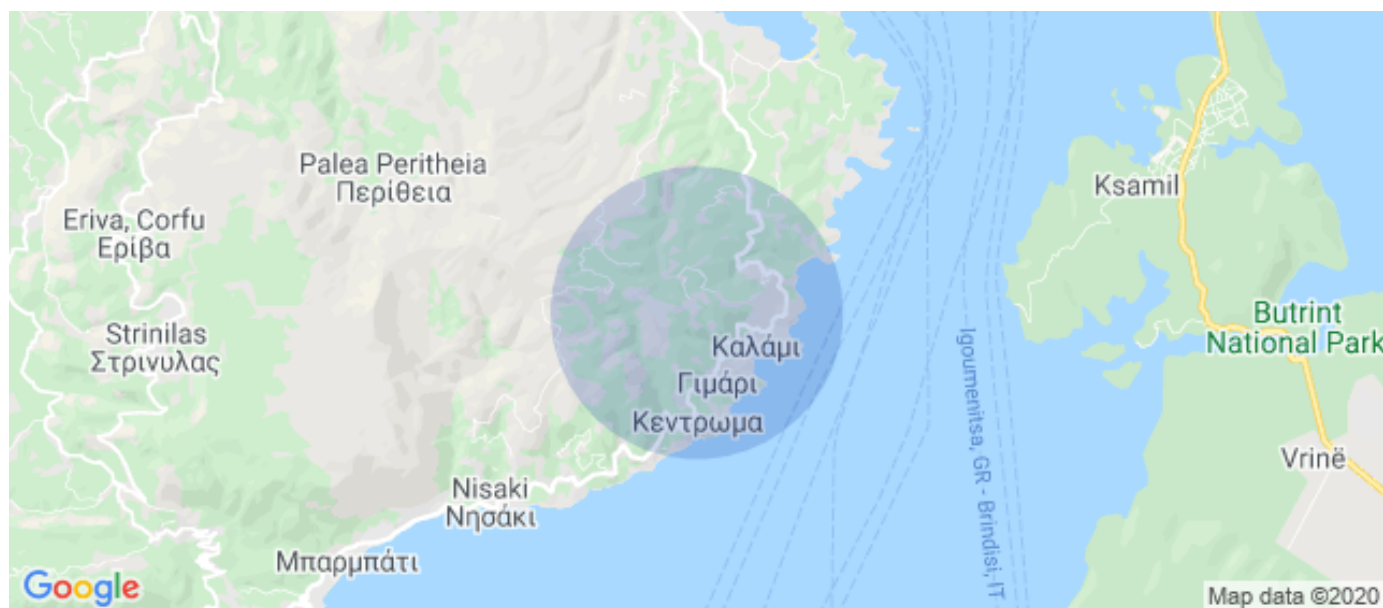 Palea Peritheia
Περίθεια
Eriva, Corfu
Ερίβα
Ksamil
Strinilas
Στρινυλας
Butrint
National Park
Καλάμι
Γιμάρι
Κεντρωμα
Igoumenitsa, GR - Brindisi, IT
Vrinë
Nisaki
Νησάκι
Μπαρμπάτι
Google
Map data ©2020